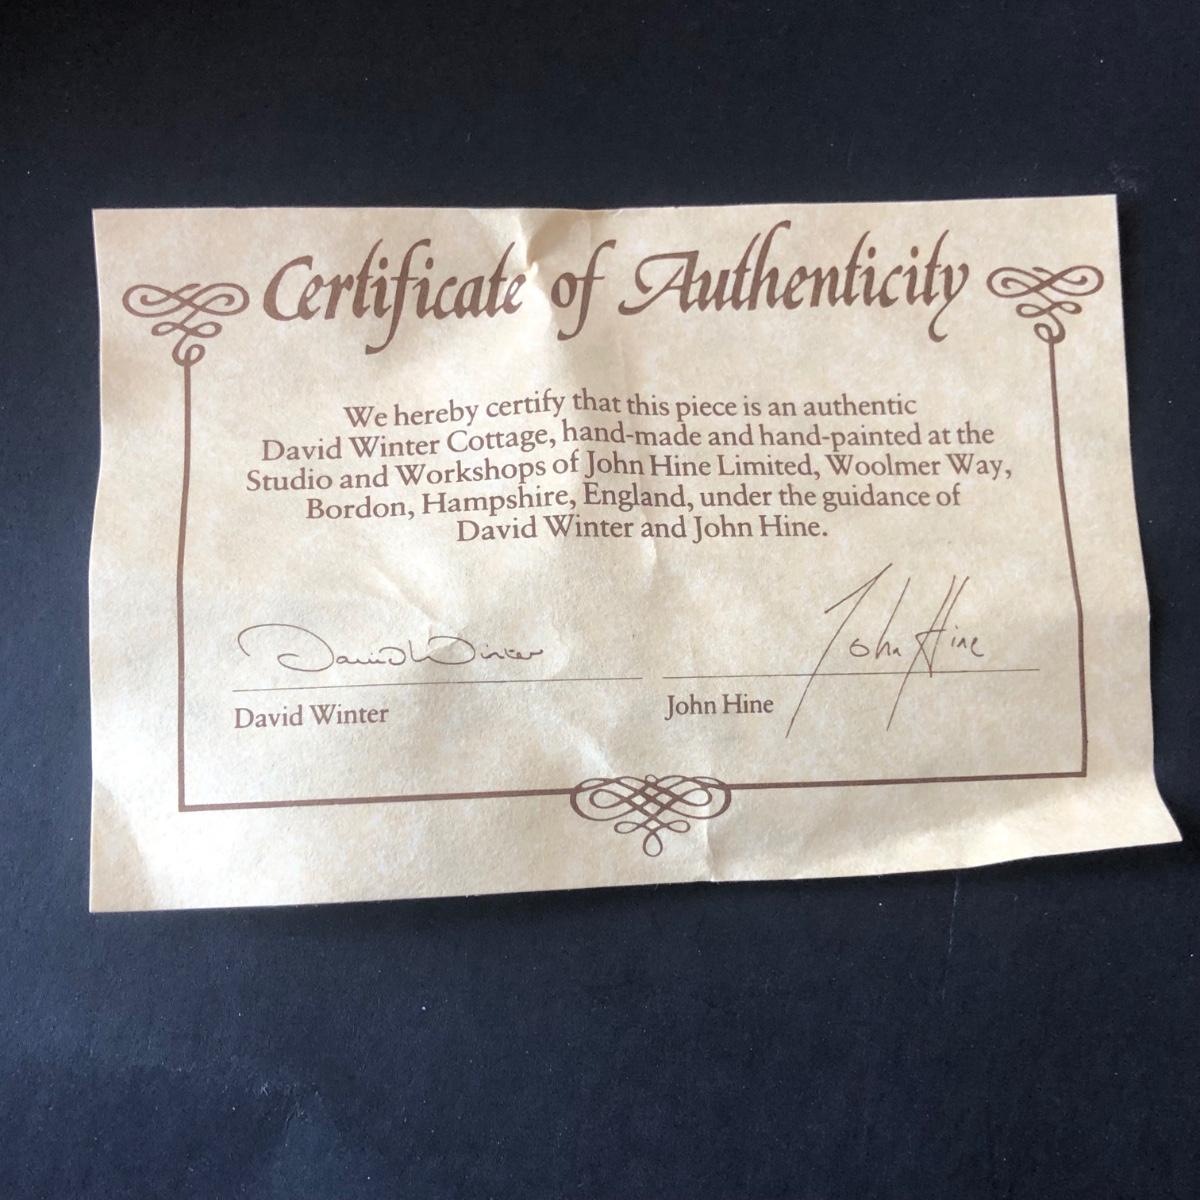 Certificate of Authenticity
We hereby certify that this piece is an authentic
David Winter Cottage, hand-made and hand-painted at the
Studio and Workshops of John Hine Limited, Woolmer Way,
Bordon, Hampshire, England, under the guidance of
David Winter and John Hine.
David Winter John Hine
David Winter John Hine